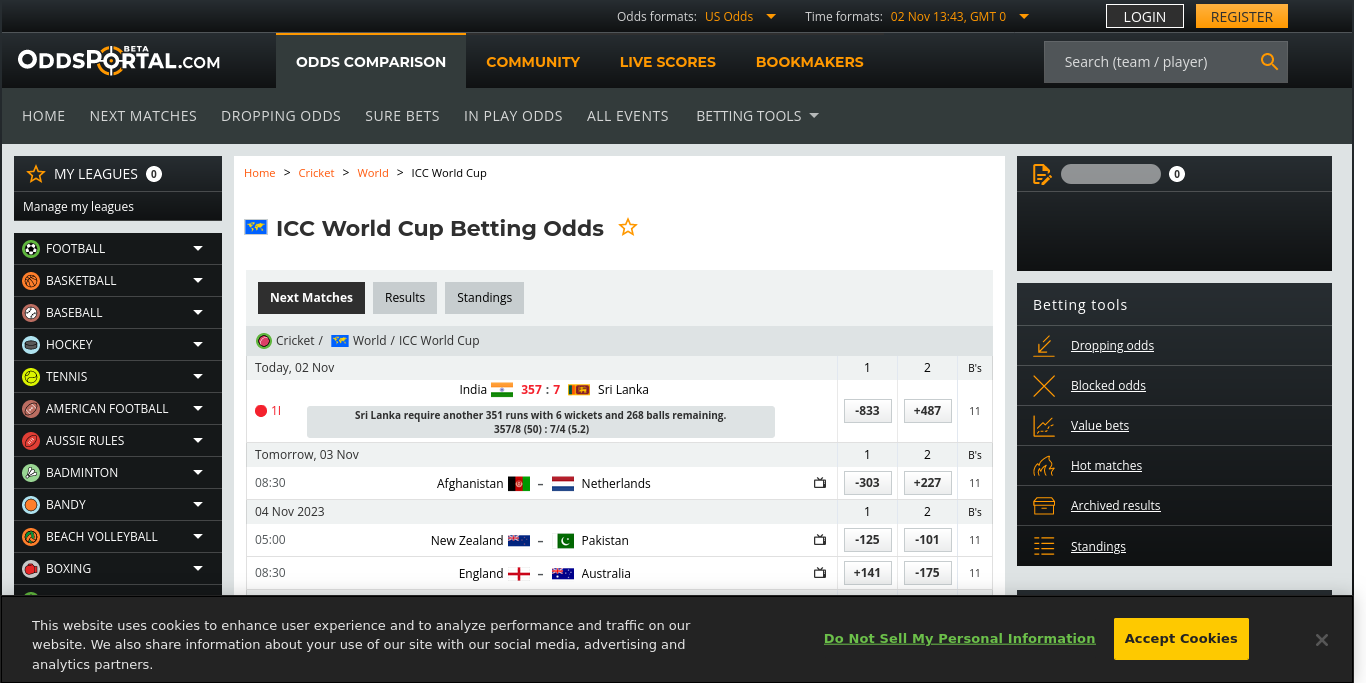 Odds formats: US Odds Time formats: 02 Nov 13:43, GMT 0 LOGIN REGISTER
ODDSPORTAL.COM BETA
ODDS COMPARISON COMMUNITY LIVE SCORES BOOKMAKERS Search (team / player)
HOME NEXT MATCHES DROPPING ODDS SURE BETS IN PLAY ODDS ALL EVENTS BETTING TOOLS
MY LEAGUES 0
Manage my leagues
FOOTBALL
BASKETBALL
BASEBALL
HOCKEY
TENNIS
AMERICAN FOOTBALL
AUSSIE RULES
BADMINTON
BANDY
BEACH VOLLEYBALL
BOXING
Home > Cricket > World > ICC World Cup
ICC World Cup Betting Odds
Next Matches Results Standings
Cricket / World / ICC World Cup
Today, 02 Nov 1 2 B's
India 357 : 7 Sri Lanka
1I -833 +487 11
Sri Lanka require another 351 runs with 6 wickets and 268 balls remaining.
357/8 (50) : 7/4 (5.2)
Tomorrow, 03 Nov 1 2 B's
08:30 Afghanistan – Netherlands -303 +227 11
04 Nov 2023 1 2 B's
05:00 New Zealand – Pakistan -125 -101 11
08:30 England – Australia +141 -175 11
0
Betting tools
Dropping odds
Blocked odds
Value bets
Hot matches
Archived results
Standings
This website uses cookies to enhance user experience and to analyze performance and traffic on our
website. We also share information about your use of our site with our social media, advertising and
analytics partners.
Do Not Sell My Personal Information Accept Cookies